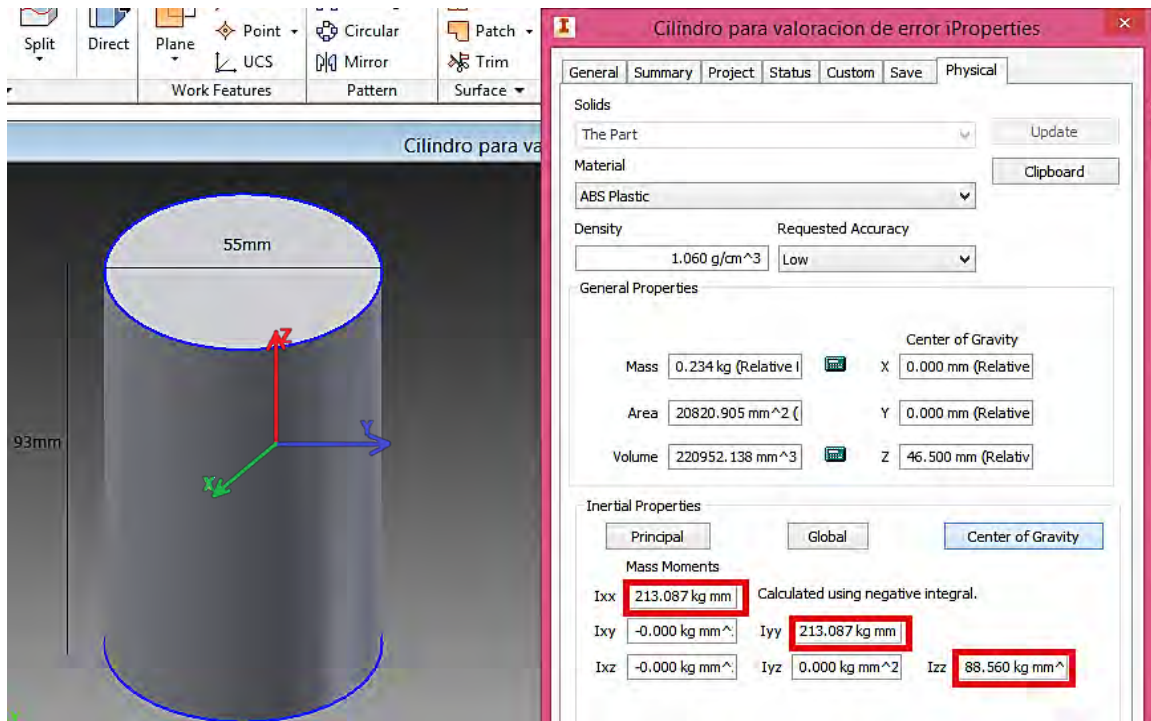 Split
Direct
Plane
Point
UCS
Circular
Mirror
Patch
Trim
Work Features
Pattern
Surface
Cilindro para va
55mm
93mm
Z
Y
X
I
Cilindro para valoracion de error iProperties
×
General Summary Project Status Custom Save Physical
Solids
The Part
Update
Material
Clipboard
ABS Plastic
Density Requested Accuracy
1.060 g/cm^3 Low
General Properties
Center of Gravity
Mass 0.234 kg (Relative I X 0.000 mm (Relative
Area 20820.905 mm^2 ( Y 0.000 mm (Relative
Volume 220952.138 mm^3 Z 46.500 mm (Relativ
Inertial Properties
Principal Global Center of Gravity
Mass Moments
Ixx 213.087 kg mm Calculated using negative integral.
Ixy -0.000 kg mm^ Iyy 213.087 kg mm
Ixz -0.000 kg mm^ Iyz 0.000 kg mm^2 Izz 88.560 kg mm^